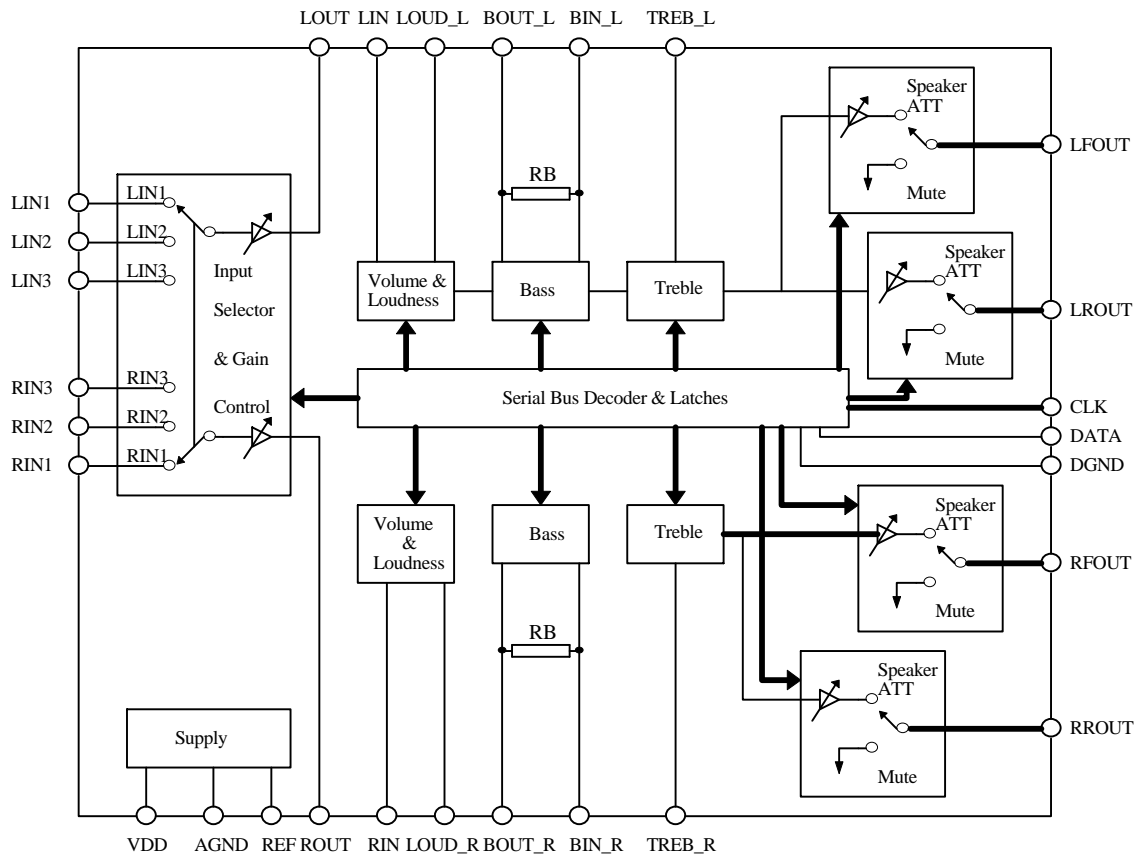 LOUT LIN LOUD_L BOUT_L BIN_L TREB_L
Speaker
ATT
Mute
LFOUT
RB
LIN1
LIN2
LIN3
RIN3
RIN2
RIN1
LIN1
LIN2
LIN3
Input
Selector
& Gain
Control
RIN3
RIN2
RIN1
Volume &
Loudness
Bass
Treble
Speaker
ATT
Mute
LROUT
Serial Bus Decoder & Latches
CLK
DATA
DGND
Volume
&
Loudness
Bass
Treble
Speaker
ATT
Mute
RFOUT
RB
Speaker
ATT
Mute
RROUT
Supply
VDD AGND REF ROUT RIN LOUD_R BOUT_R BIN_R TREB_R